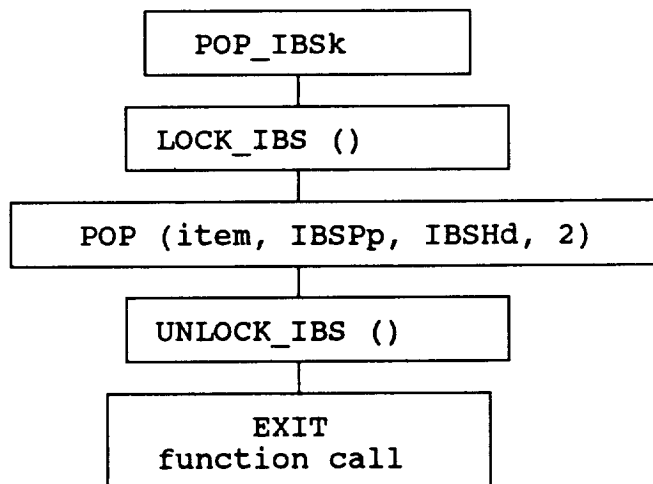 POP_IBSk
LOCK_IBS ()
POP (item, IBSPp, IBSHd, 2)
UNLOCK_IBS ()
EXIT
function call